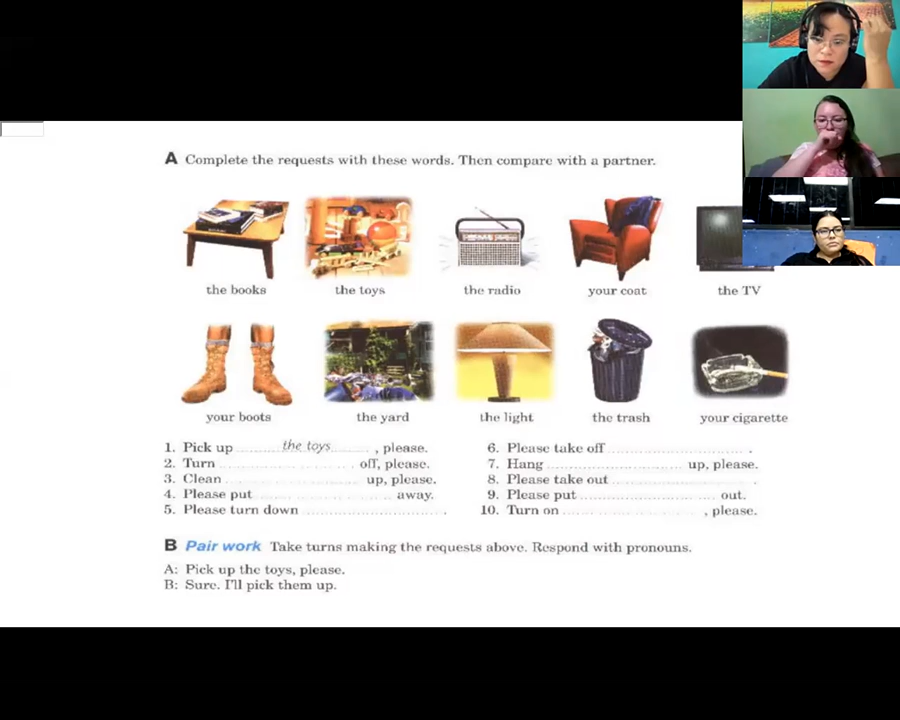 A Complete the requests with these words. Then compare with a partner.
the books the toys the radio your coat the TV
your boots the yard the light the trash your cigarette
1. Pick up the toys , please.
2. Turn off, please.
3. Clean up, please.
4. Please put away.
5. Please turn down .
6. Please take off .
7. Hang up, please.
8. Please take out .
9. Please put out.
10. Turn on , please.
B Pair work Take turns making the requests above. Respond with pronouns.
A: Pick up the toys, please.
B: Sure. I'll pick them up.